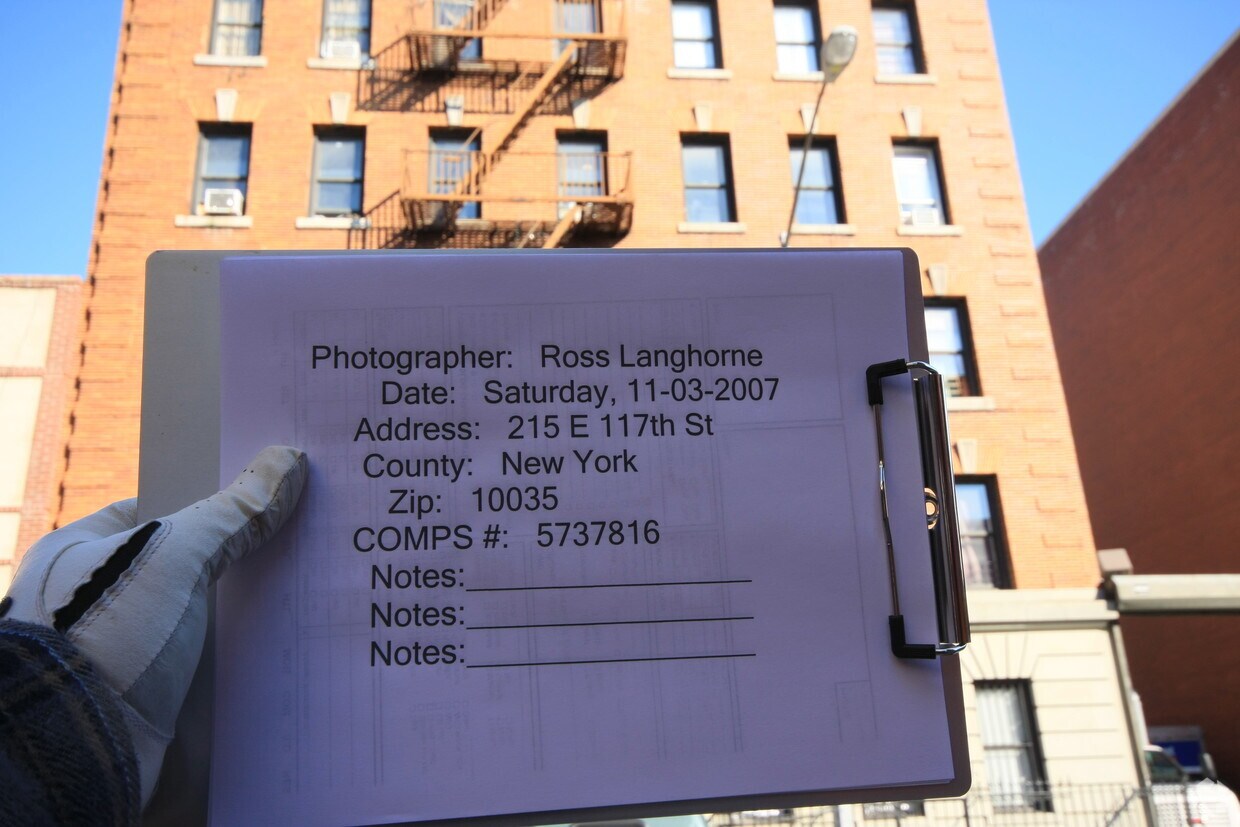 Photographer: Ross Langhorne
Date: Saturday, 11-03-2007
Address: 215 E 117th St
County: New York
Zip: 10035
COMPS #: 5737816
Notes:
Notes:
Notes: